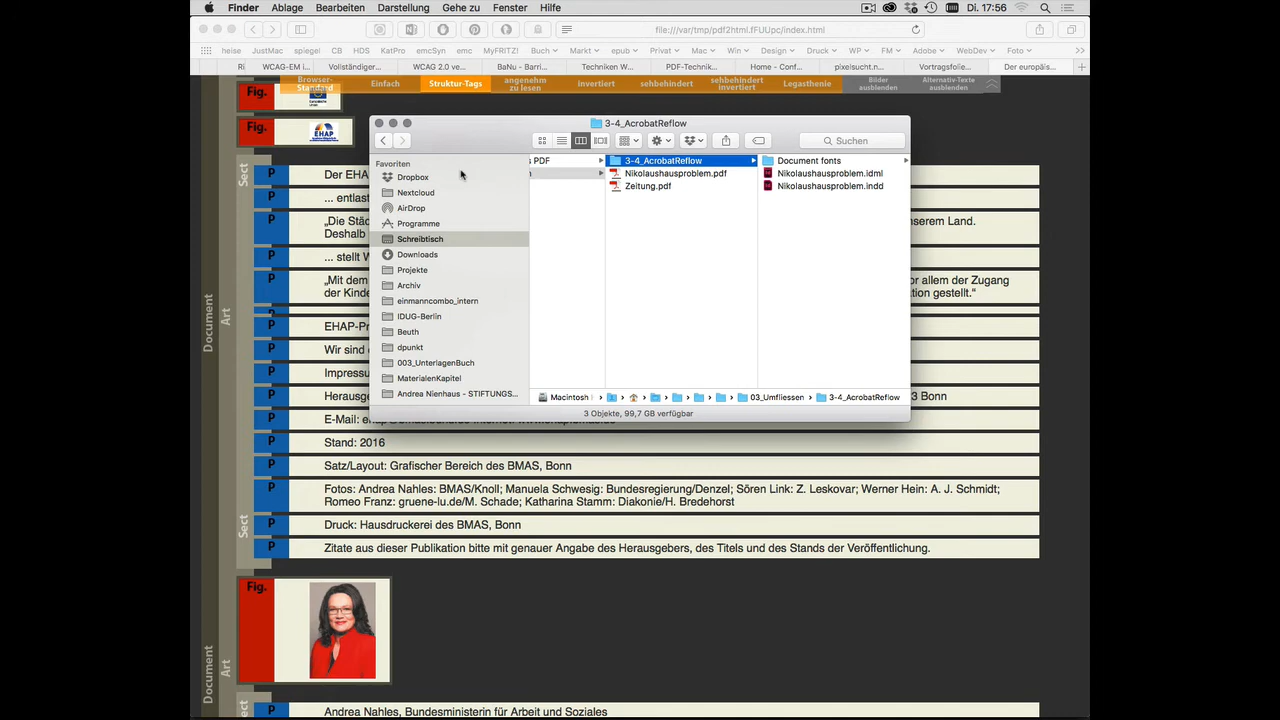 Finder Ablage Bearbeiten Darstellung Gehe zu Fenster Hilfe Di. 17:56
file:///var/tmp/pdf2html.fFUUpc/index.html
heise JustMac spiegel CB HDS KatPro emcSyn emc MyFRITZ! Buch Markt epub Privat Mac Win Design Druck WP FM Adobe WebDev Foto
Ri WCAG-EM i... Vollständiger... WCAG 2.0 ve... BaNu - Barri... Techniken W... PDF-Technik... Home - Conf... pixelsucht.n... Vortragsfolie... Der europäis...
Browser-Standard Einfach Struktur-Tags angenehm zu lesen invertiert sehbehindert sehbehindert invertiert Legasthenie Bilder ausblenden Alternativ-Texte ausblenden
Fig.
Fig. EHAP
3-4_AcrobatReflow
Suchen
Favoriten
Dropbox
Nextcloud
AirDrop
Programme
Schreibtisch
Downloads
Projekte
Archiv
einmanncombo_intern
IDUG-Berlin
Beuth
dpunkt
003_UnterlagenBuch
MaterialenKapitel
Andrea Nienhaus - STIFTUNGS...
s PDF
3-4_AcrobatReflow
Nikolaushausproblem.pdf
Zeitung.pdf
Document fonts
Nikolaushausproblem.idml
Nikolaushausproblem.indd
Macintosh 03_Umfliessen 3-4_AcrobatReflow
3 Objekte, 99,7 GB verfügbar
Document
Art
Sect
P Der EHA
P ... entlast
P „Die Städ nserem Land.
Deshalb
P ... stellt W
P „Mit dem or allem der Zugang
der Kinde ation gestellt.“
P
P EHAP-Pr
P Wir sind
P Impressu
P Herausge 3 Bonn
P E-Mail:
P Stand: 2016
P Satz/Layout: Grafischer Bereich des BMAS, Bonn
P Fotos: Andrea Nahles: BMAS/Knoll; Manuela Schwesig: Bundesregierung/Denzel; Sören Link: Z. Leskovar; Werner Hein: A. J. Schmidt;
Romeo Franz: gruene-lu.de/M. Schade; Katharina Stamm: Diakonie/H. Bredehorst
P Druck: Hausdruckerei des BMAS, Bonn
Sect
P Zitate aus dieser Publikation bitte mit genauer Angabe des Herausgebers, des Titels und des Stands der Veröffentlichung.
Fig.
Document
Art
Sect
P Andrea Nahles, Bundesministerin für Arbeit und Soziales